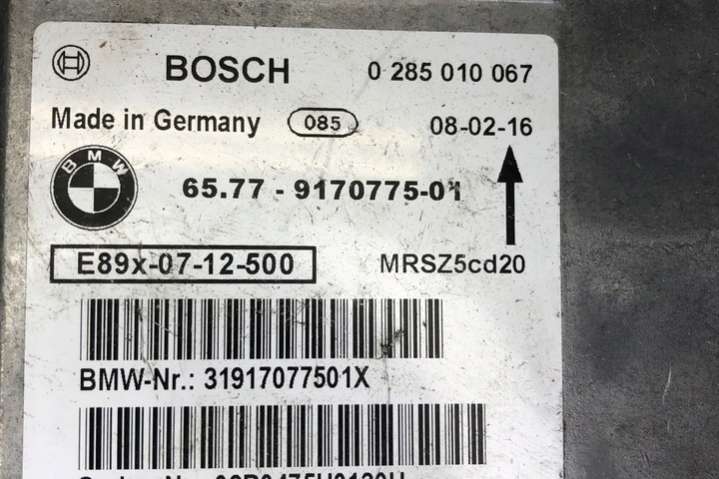 BOSCH 0 285 010 067
Made in Germany 085 08-02-16
BMW 65.77 - 9170775-01
E89x-07-12-500 MRSZ5cd20
BMW-Nr.: 31917077501X